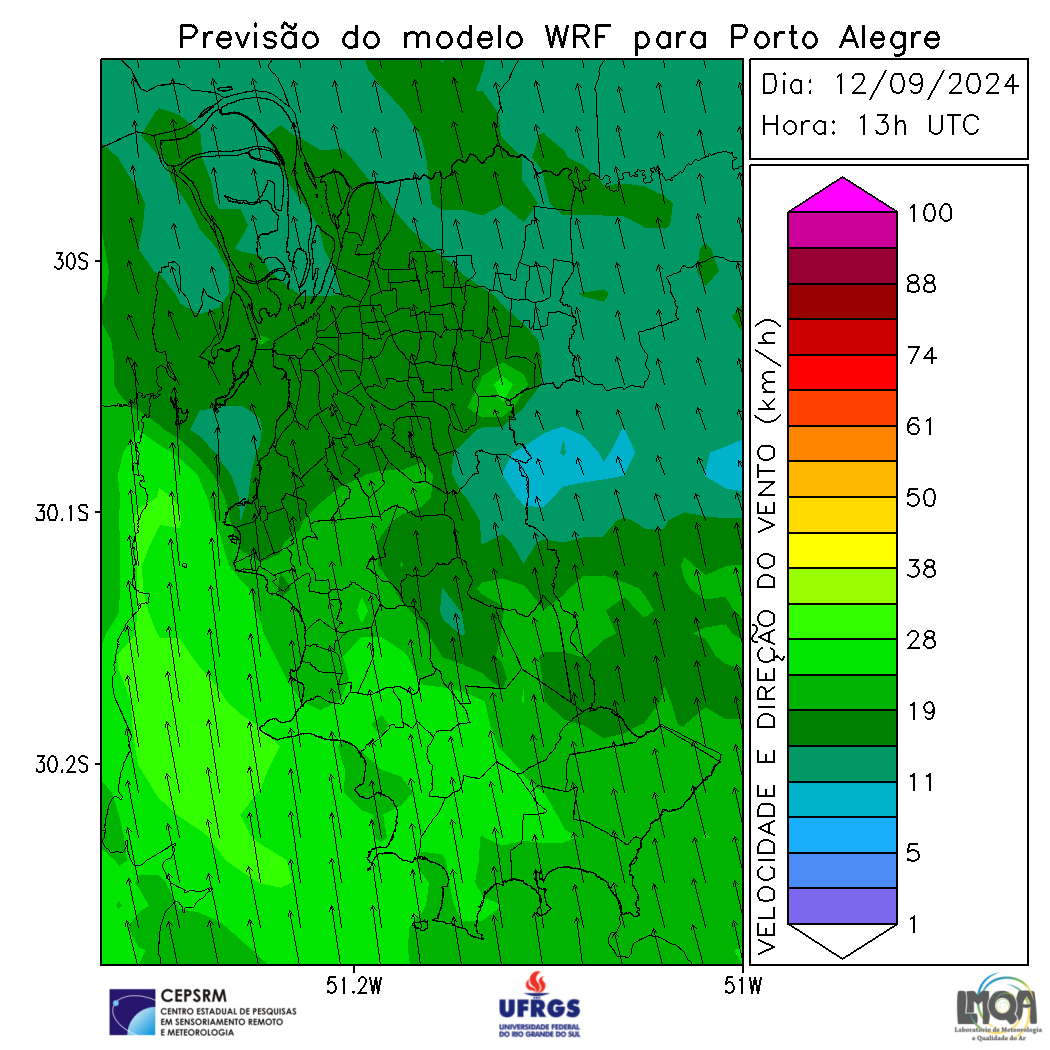 Previsão do modelo WRF para Porto Alegre
Dia: 12/09/2024
Hora: 13h UTC
30S
30.1S
30.2S
51.2W
51W
VELOCIDADE E DIREÇÃO DO VENTO (km/h)
100
88
74
61
50
38
28
19
11
5
1
CEPSRM
CENTRO ESTADUAL DE PESQUISAS
EM SENSORIAMENTO REMOTO
E METEOROLOGIA
UFRGS
UNIVERSIDADE FEDERAL
DO RIO GRANDE DO SUL
LMQA
Laboratório de Meteorologia
e Qualidade do Ar